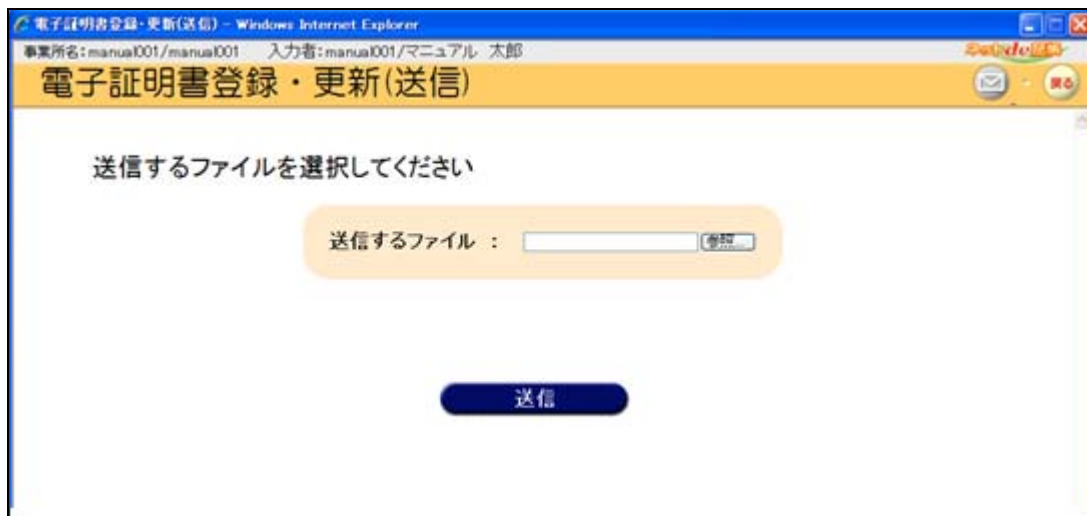 電子証明書登録・更新(送信) - Windows Internet Explorer
事業所名:manual001/manual001 入力者:manual001/マニュアル 太郎
電子証明書登録・更新(送信)
戻る
送信するファイルを選択してください
送信するファイル : 参照...
送信